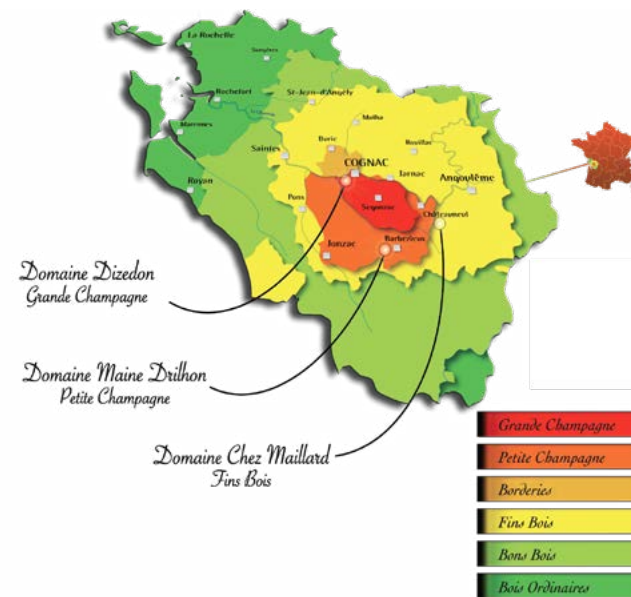 La Rochelle
Surgères
Rochefort
St-Jean-d'Angély
Marennes
Matha
Burie
Rouillac
Saintes
COGNAC
Jarnac
Angoulême
Royan
Segonzac
Pons
Châteauneuf
Jonzac
Barbezieux
Domaine Dizedon
Grande Champagne
Domaine Maine Drilhon
Petite Champagne
Domaine Chez Maillard
Fins Bois
Grande Champagne
Petite Champagne
Borderies
Fins Bois
Bons Bois
Bois Ordinaires